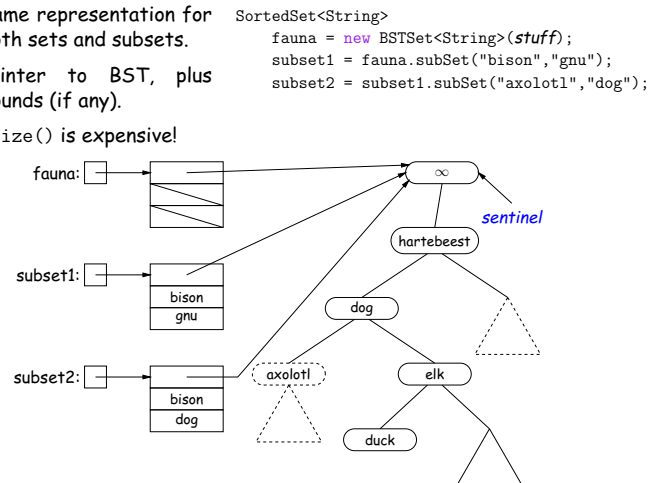 ame representation for
oth sets and subsets.
inter to BST, plus
unds (if any).
ize() is expensive!
SortedSet<String>
fauna = new BSTSet<String>(stuff);
subset1 = fauna.subSet("bison","gnu");
subset2 = subset1.subSet("axolotl","dog");
fauna:
∞
sentinel
hartebeest
subset1:
bison
gnu
dog
subset2:
bison
dog
axolotl
elk
duck